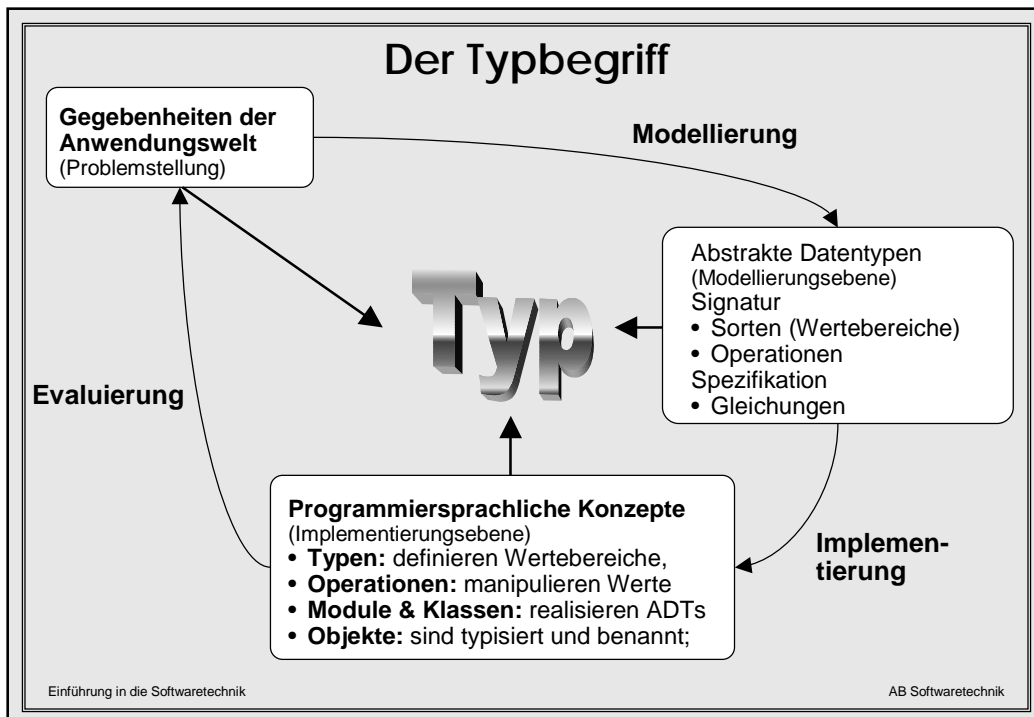 Der Typbegriff
Gegebenheiten der
Anwendungswelt
(Problemstellung)
Modellierung
Abstrakte Datentypen
(Modellierungsebene)
Signatur
• Sorten (Wertebereiche)
• Operationen
Spezifikation
• Gleichungen
Typ
Evaluierung
Programmiersprachliche Konzepte
(Implementierungsebene)
• Typen: definieren Wertebereiche,
• Operationen: manipulieren Werte
• Module & Klassen: realisieren ADTs
• Objekte: sind typisiert und benannt;
Implemen-
tierung
Einführung in die Softwaretechnik
AB Softwaretechnik